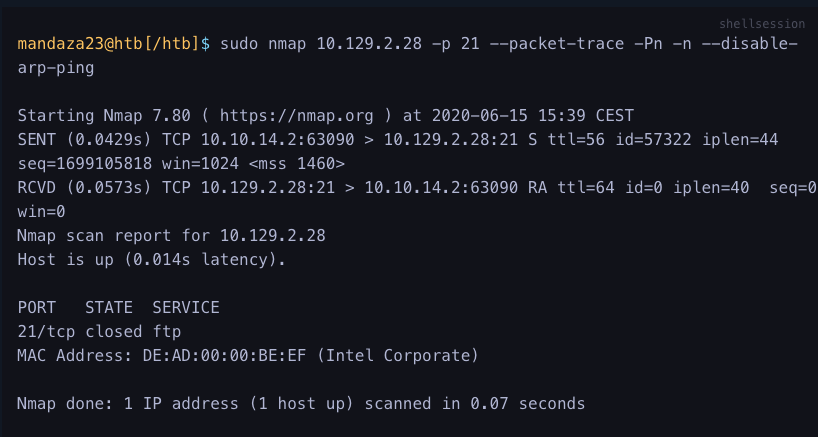 shellsession
mandaza23@htb[/htb]$ sudo nmap 10.129.2.28 -p 21 --packet-trace -Pn -n --disable-
arp-ping
Starting Nmap 7.80 ( https://nmap.org ) at 2020-06-15 15:39 CEST
SENT (0.0429s) TCP 10.10.14.2:63090 > 10.129.2.28:21 S ttl=56 id=57322 iplen=44
seq=1699105818 win=1024 <mss 1460>
RCVD (0.0573s) TCP 10.129.2.28:21 > 10.10.14.2:63090 RA ttl=64 id=0 iplen=40  seq=0
win=0
Nmap scan report for 10.129.2.28
Host is up (0.014s latency).
PORT   STATE  SERVICE
21/tcp closed ftp
MAC Address: DE:AD:00:00:BE:EF (Intel Corporate)
Nmap done: 1 IP address (1 host up) scanned in 0.07 seconds